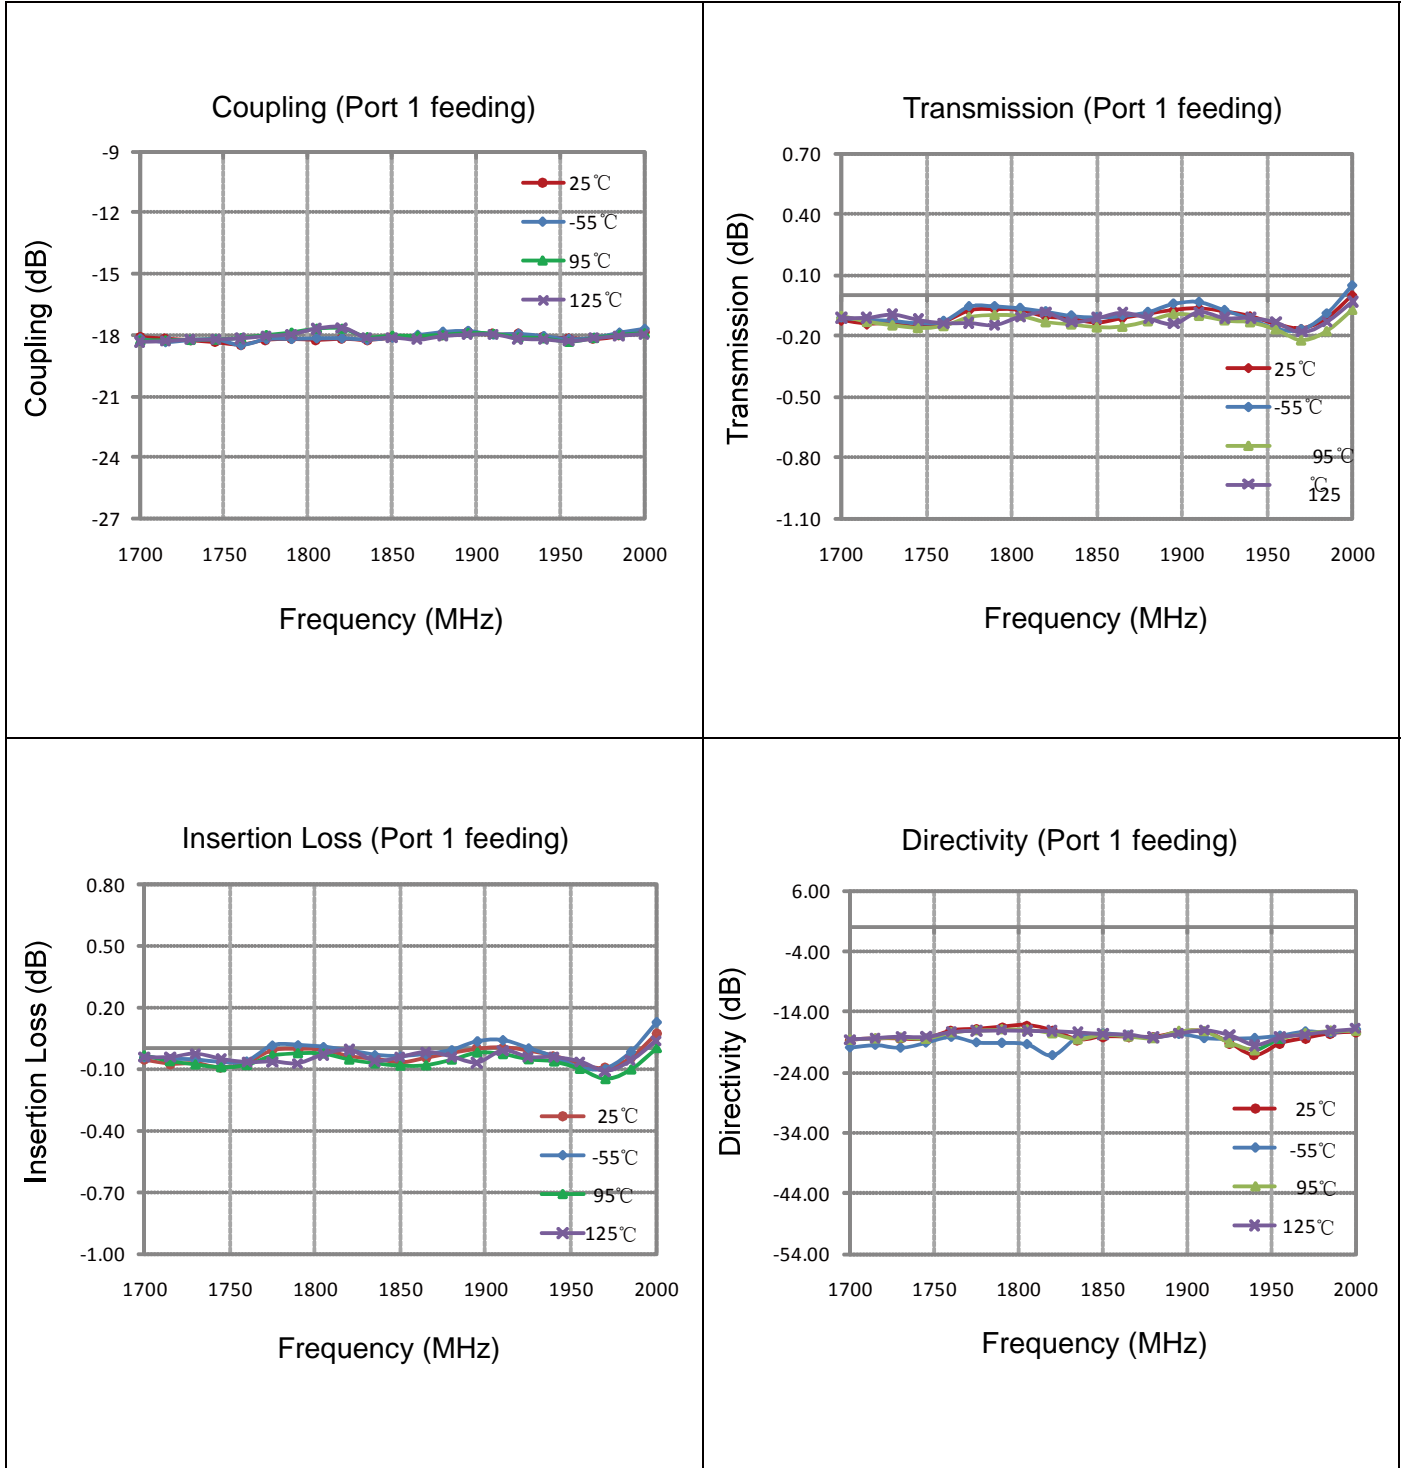 Coupling (Port 1 feeding)
Coupling (dB)
-9
-12
-15
-18
-21
-24
-27
25℃
-55℃
95℃
125℃
1700 1750 1800 1850 1900 1950 2000
Frequency (MHz)
Transmission (Port 1 feeding)
Transmission (dB)
0.70
0.40
0.10
-0.20
-0.50
-0.80
-1.10
25℃
-55℃
95℃
℃
125
1700 1750 1800 1850 1900 1950 2000
Frequency (MHz)
Insertion Loss (Port 1 feeding)
Insertion Loss (dB)
0.80
0.50
0.20
-0.10
-0.40
-0.70
-1.00
25℃
-55℃
95℃
125℃
1700 1750 1800 1850 1900 1950 2000
Frequency (MHz)
Directivity (Port 1 feeding)
Directivity (dB)
6.00
-4.00
-14.00
-24.00
-34.00
-44.00
-54.00
25℃
-55℃
95℃
125℃
1700 1750 1800 1850 1900 1950 2000
Frequency (MHz)